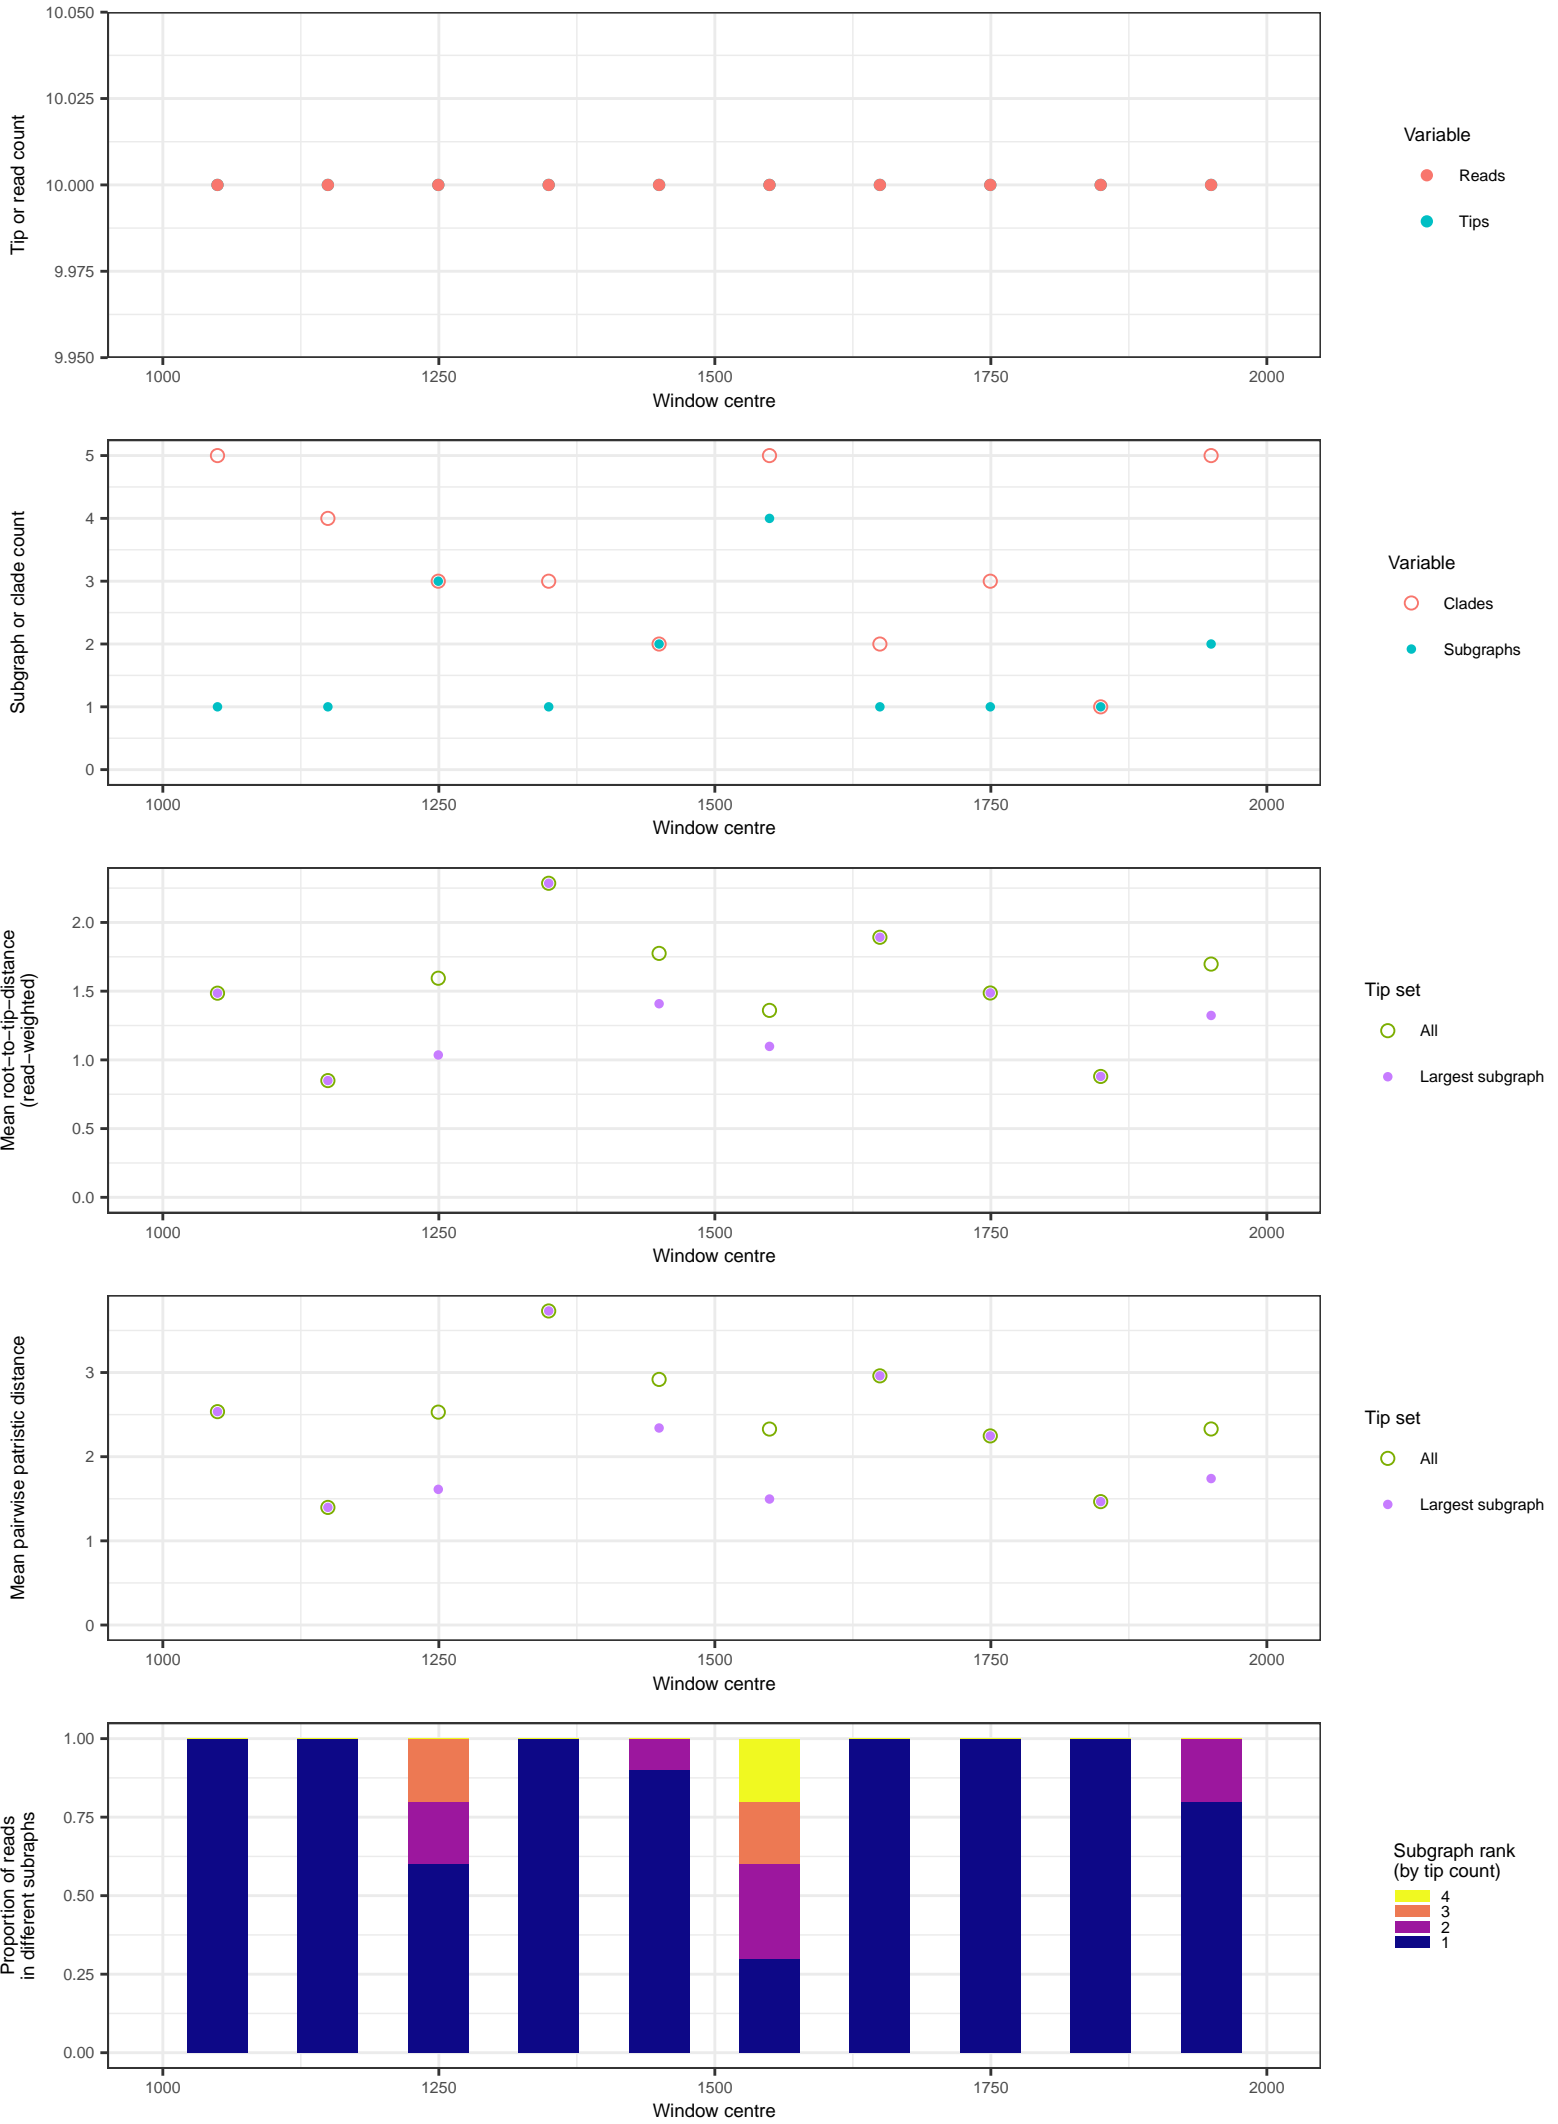 10.050
10.025
10.000
9.975
9.950
Tip or read count
1000 1250 1500 1750 2000
Window centre
Variable
Reads
Tips
5
4
3
2
1
0
Subgraph or clade count
1000 1250 1500 1750 2000
Window centre
Variable
Clades
Subgraphs
2.0
1.5
1.0
0.5
0.0
Mean root−to−tip−distance
(read−weighted)
1000 1250 1500 1750 2000
Window centre
Tip set
All
Largest subgraph
3
2
1
0
Mean pairwise patristic distance
1000 1250 1500 1750 2000
Window centre
Tip set
All
Largest subgraph
1.00
0.75
0.50
0.25
0.00
Proportion of reads
in different subraphs
1000 1250 1500 1750 2000
Window centre
Subgraph rank
(by tip count)
4
3
2
1